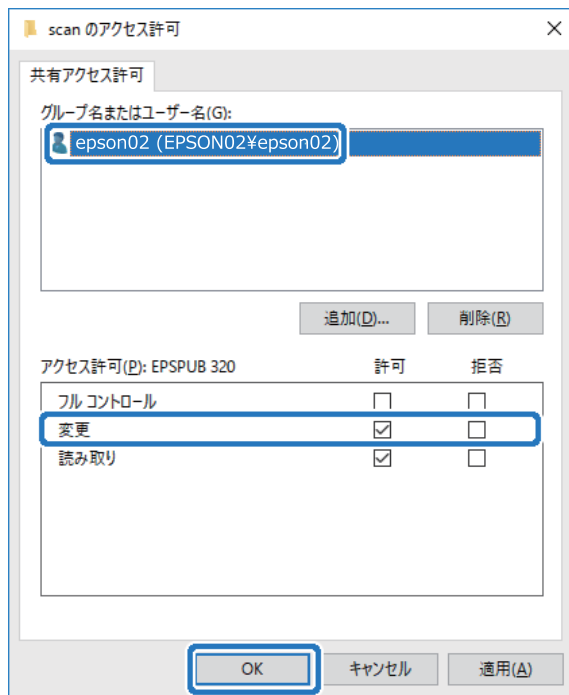 scan のアクセス許可
共有アクセス許可
グループ名またはユーザー名(G):
epson02 (EPSON02¥epson02)
追加(D)... 削除(R)
アクセス許可(P): EPSPUB 320 許可 拒否
フル コントロール
変更
読み取り
OK キャンセル 適用(A)